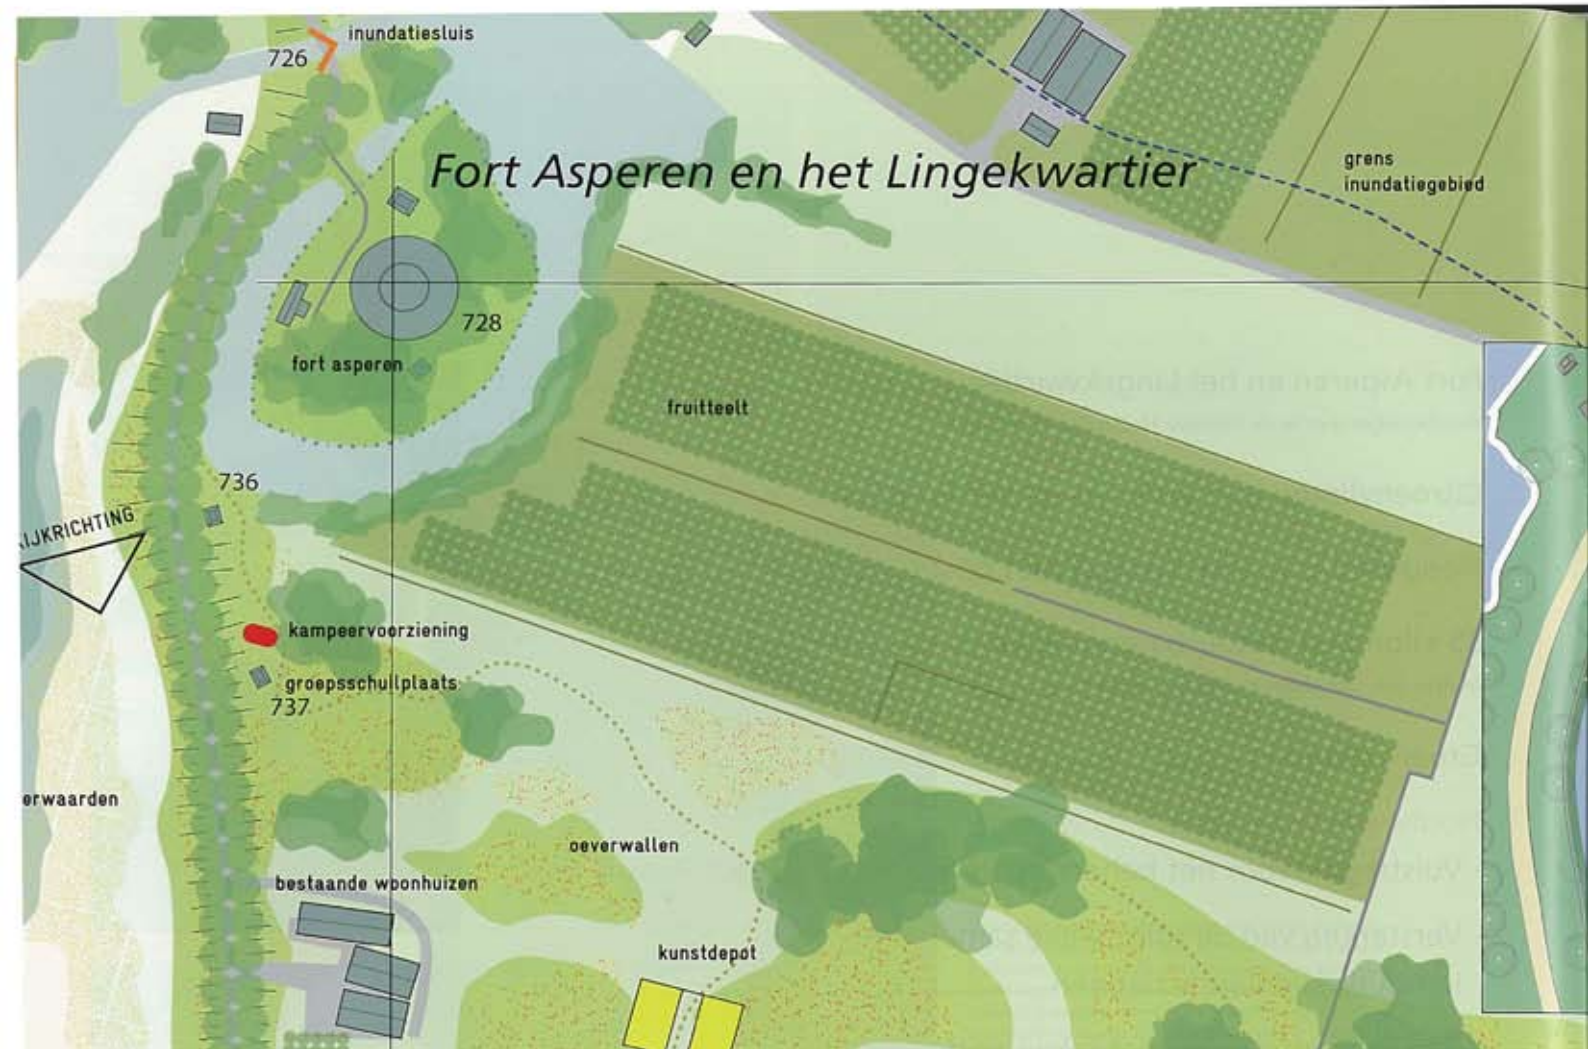 inundatiesluis
726
Fort Asperen en het Lingekwartier
grens
inundatiegebied
728
fort asperen
fruitteelt
736
IJKRICHTING
kampeervoorziening
groepsschuilplaats
737
erwaarden
oeverwallen
bestaande woonhuizen
kunstdepot